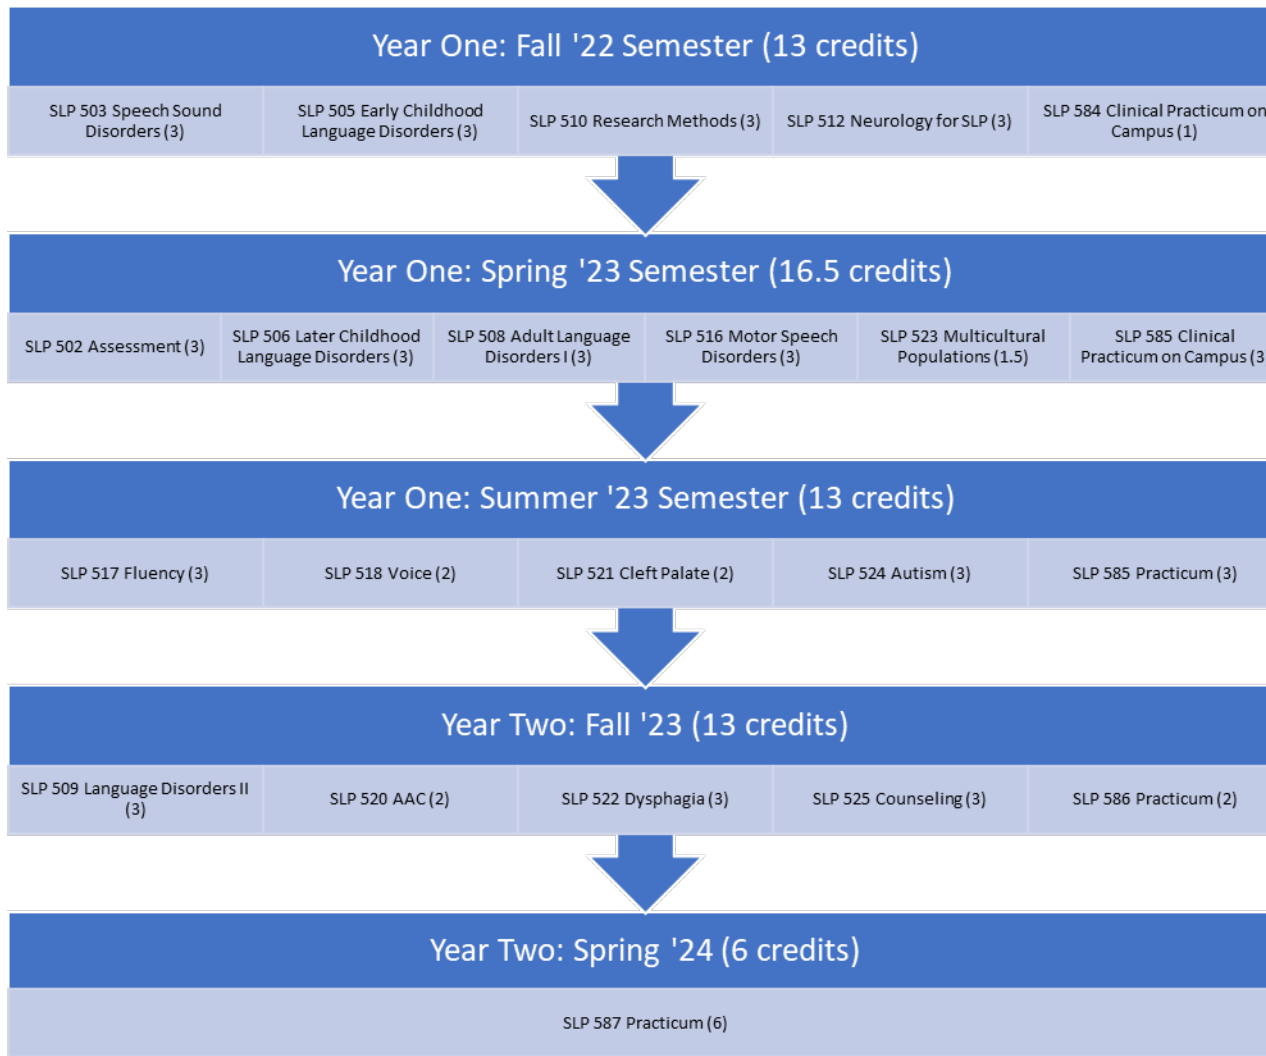 Year One: Fall '22 Semester (13 credits)
SLP 503 Speech Sound
Disorders (3)
SLP 505 Early Childhood
Language Disorders (3)
SLP 510 Research Methods (3)
SLP 512 Neurology for SLP (3)
SLP 584 Clinical Practicum on
Campus (1)
Year One: Spring '23 Semester (16.5 credits)
SLP 502 Assessment (3)
SLP 506 Later Childhood
Language Disorders (3)
SLP 508 Adult Language
Disorders I (3)
SLP 516 Motor Speech
Disorders (3)
SLP 523 Multicultural
Populations (1.5)
SLP 585 Clinical
Practicum on Campus (3
Year One: Summer '23 Semester (13 credits)
SLP 517 Fluency (3)
SLP 518 Voice (2)
SLP 521 Cleft Palate (2)
SLP 524 Autism (3)
SLP 585 Practicum (3)
Year Two: Fall '23 (13 credits)
SLP 509 Language Disorders II
(3)
SLP 520 AAC (2)
SLP 522 Dysphagia (3)
SLP 525 Counseling (3)
SLP 586 Practicum (2)
Year Two: Spring '24 (6 credits)
SLP 587 Practicum (6)